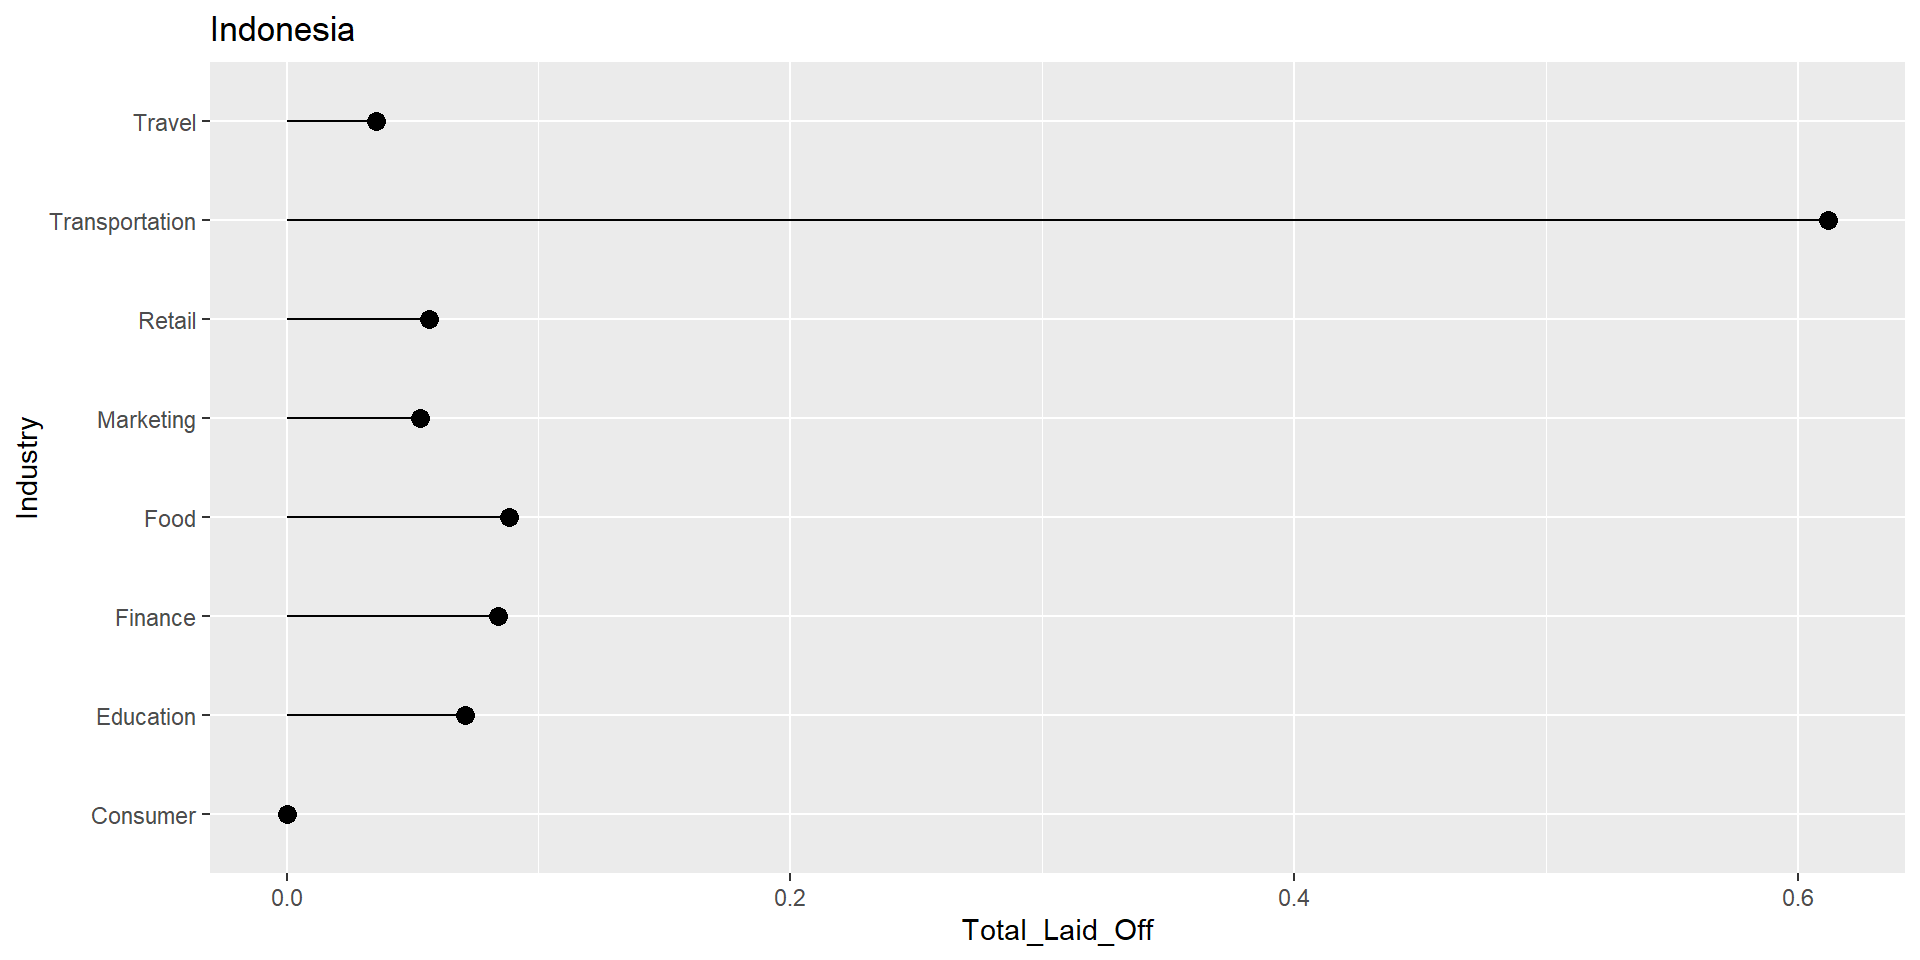 Indonesia
Travel
Transportation
Retail
Marketing
Food
Finance
Education
Consumer
Industry
0.0 0.2 0.4 0.6
Total_Laid_Off